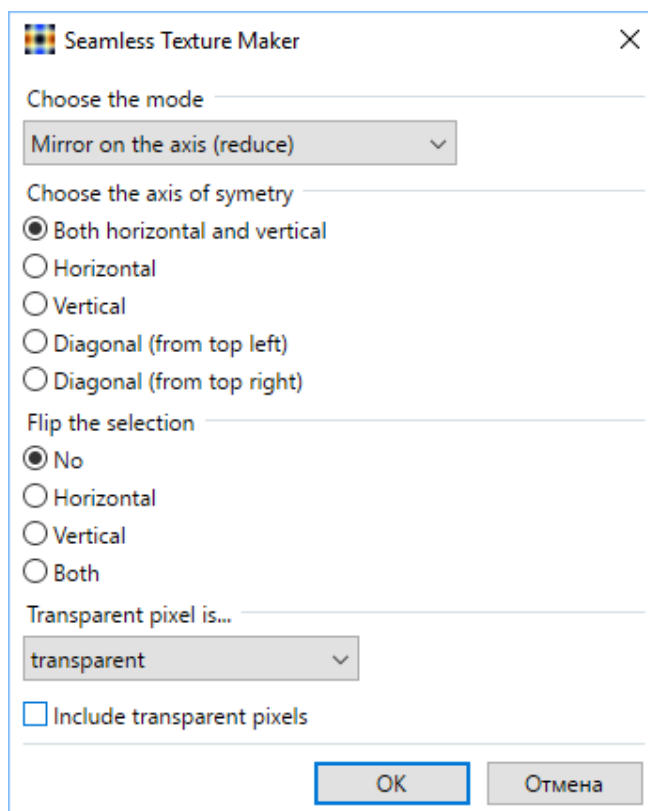 Seamless Texture Maker
Choose the mode
Mirror on the axis (reduce)
Choose the axis of symetry
Both horizontal and vertical
Horizontal
Vertical
Diagonal (from top left)
Diagonal (from top right)
Flip the selection
No
Horizontal
Vertical
Both
Transparent pixel is...
transparent
Include transparent pixels
OK Отмена